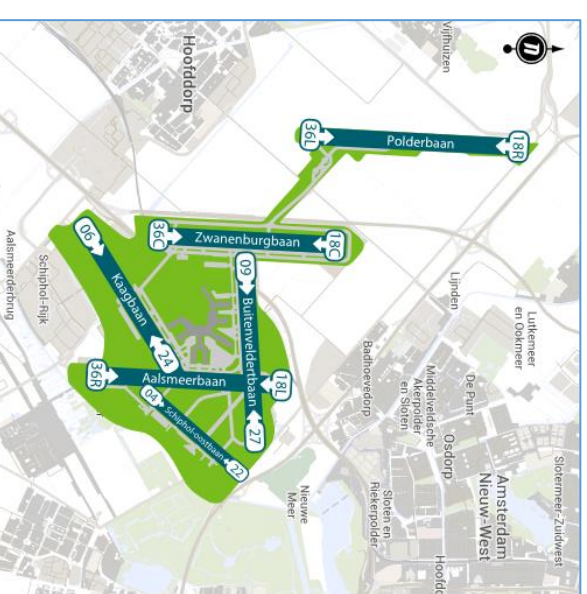 Vijfhuizen
n
Hoofddorp
36L
Polderbaan
18R
36C
Zwanenburgbaan
18C
06
Kaagbaan
24
09
Buitenveldertbaan
27
36R
Aalsmeerbaan
18L
04
Schiphol-oostbaan
22
Aalsmeerderbrug
Schiphol-Rijk
Lijnden
Lutkemeer
en Ookmeer
Badhoevedorp
Middelveldsche
Akerpolder
en Sloten
De Punt
Osdorp
Slotermeer-Zuidwest
Amsterdam
Nieuw-West
Sloten en
Riekerpolder
Nieuwe
Meer